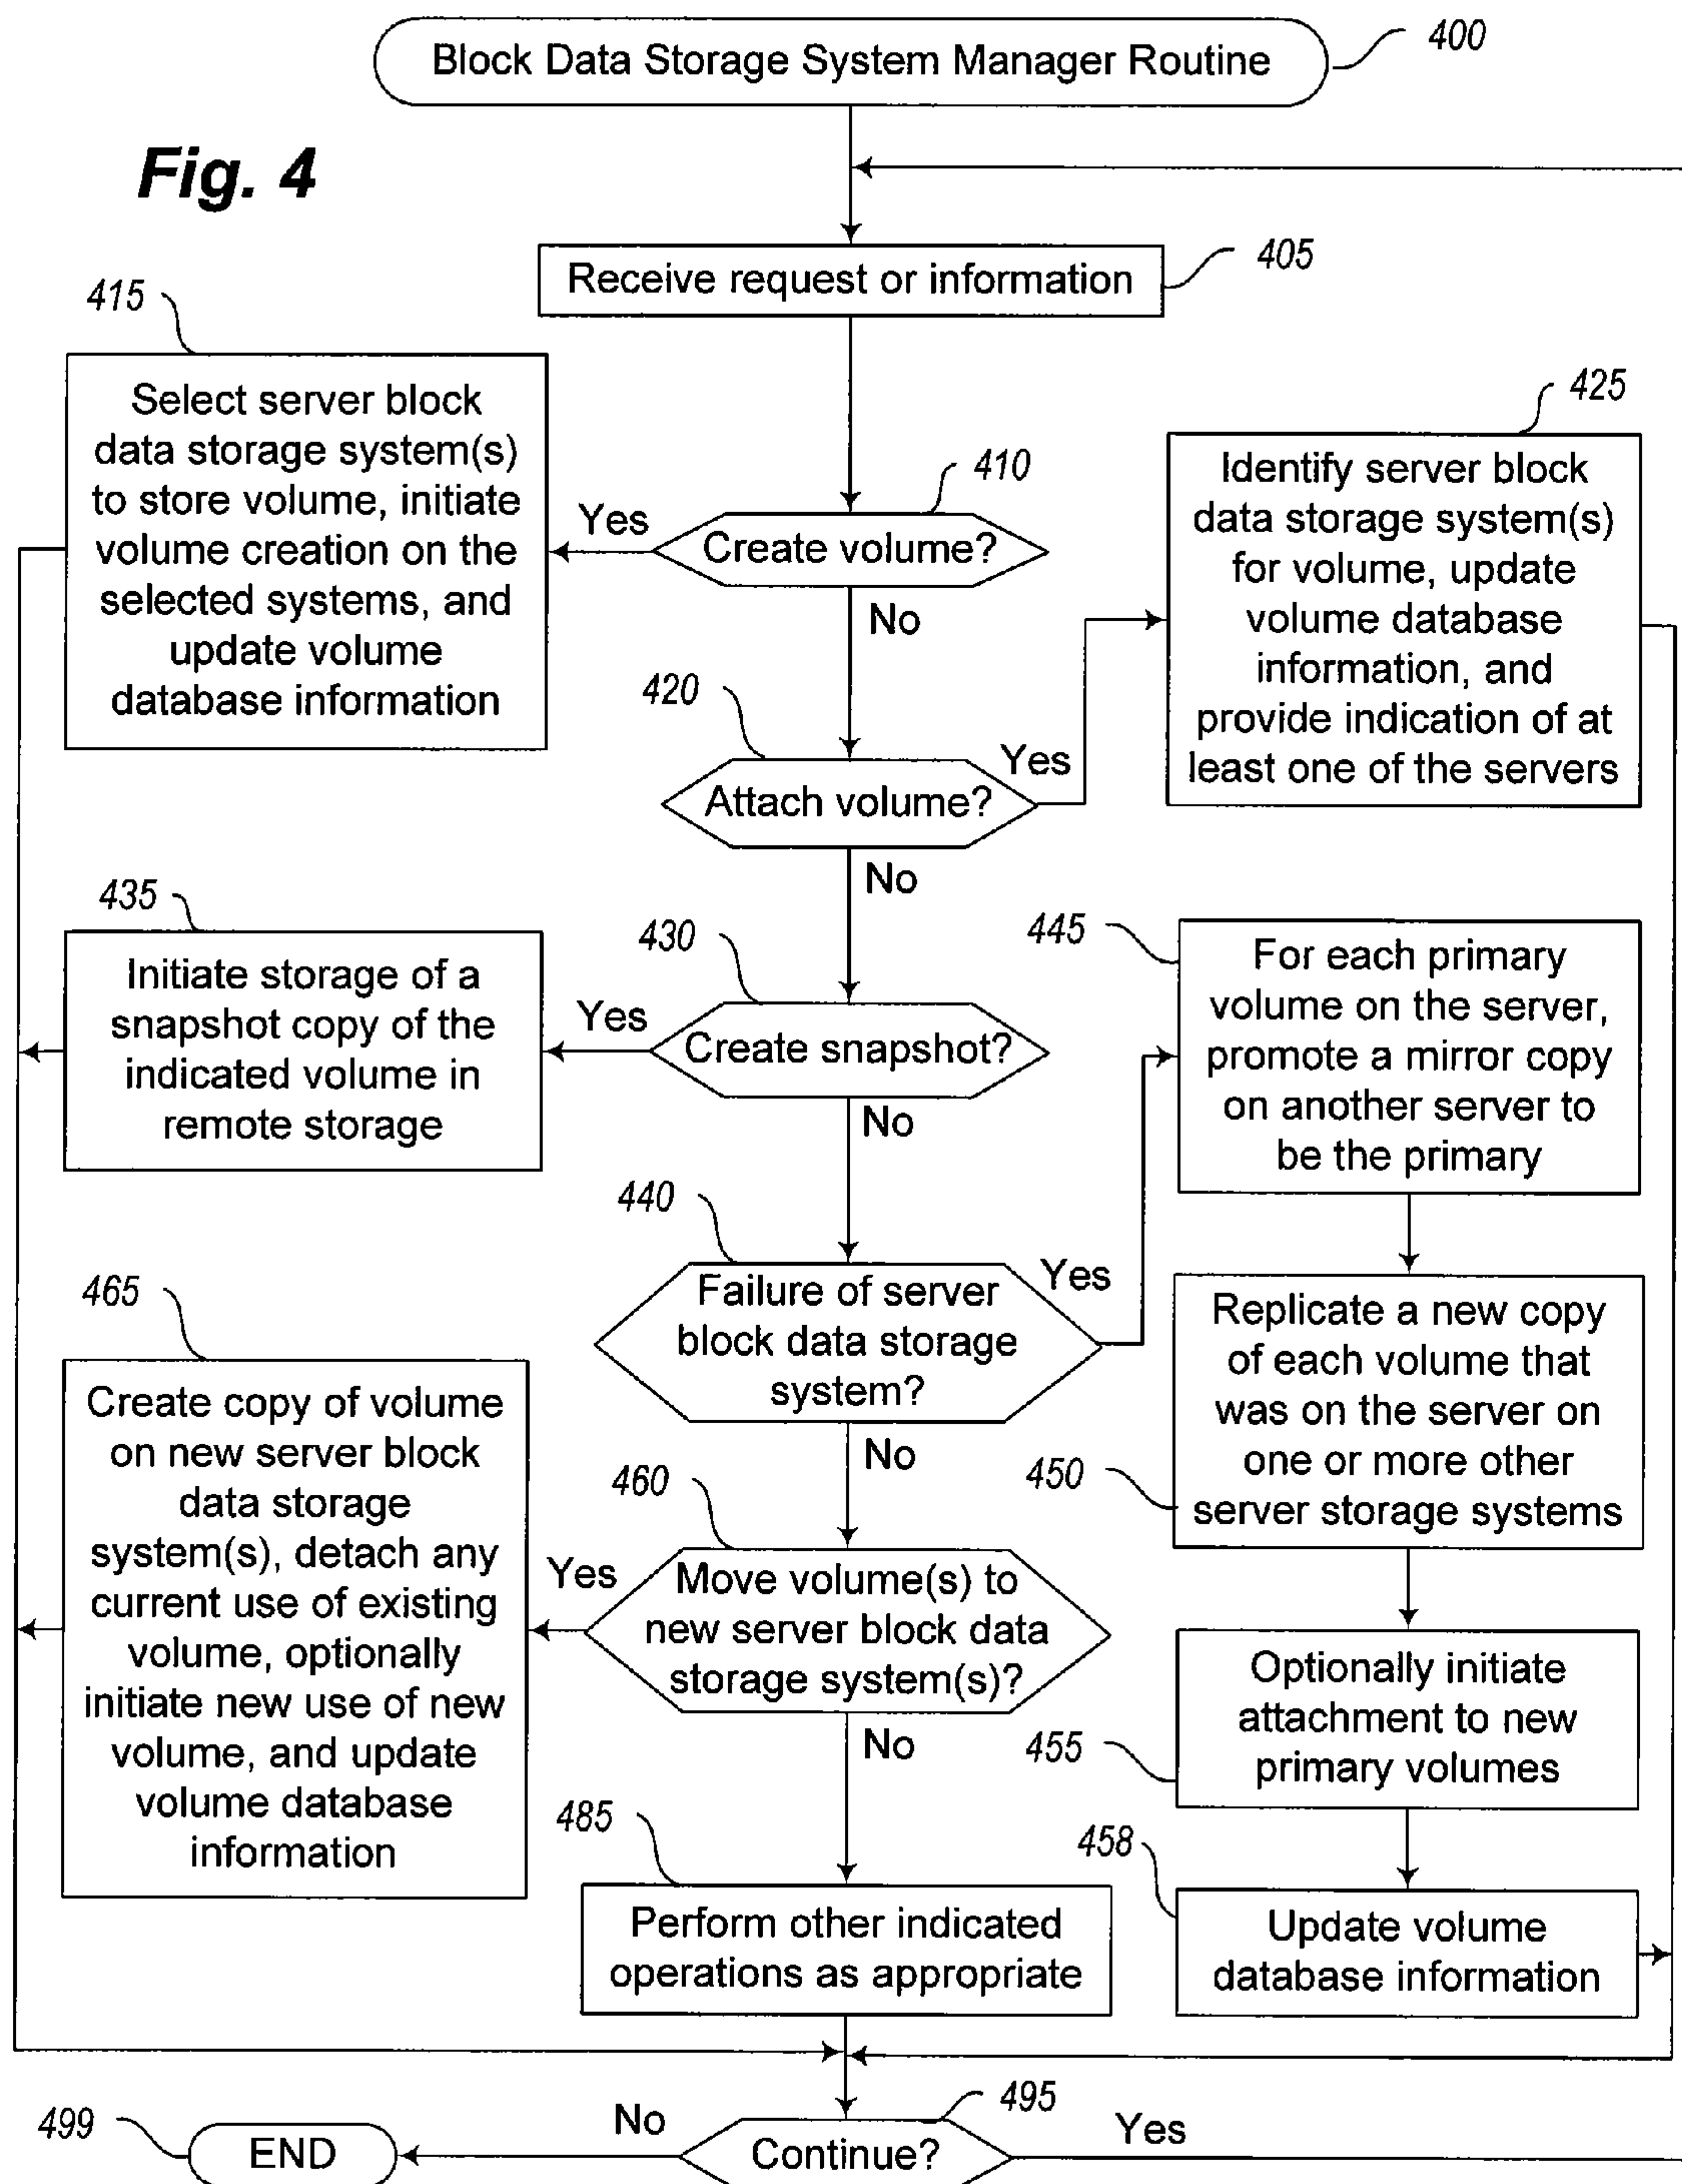 Block Data Storage System Manager Routine
400
Fig. 4
Receive request or information
405
415
Select server block
data storage system(s)
to store volume, initiate
volume creation on the
selected systems, and
update volume
database information
Yes
410
Create volume?
No
425
Identify server block
data storage system(s)
for volume, update
volume database
information, and
provide indication of at
least one of the servers
420
Attach volume?
Yes
No
435
Initiate storage of a
snapshot copy of the
indicated volume in
remote storage
Yes
430
Create snapshot?
No
445
For each primary
volume on the server,
promote a mirror copy
on another server to
be the primary
440
Failure of server
block data storage
system?
Yes
No
450
Replicate a new copy
of each volume that
was on the server on
one or more other
server storage systems
465
Create copy of volume
on new server block
data storage
system(s), detach any
current use of existing
volume, optionally
initiate new use of new
volume, and update
volume database
information
Yes
460
Move volume(s) to
new server block data
storage system(s)?
No
455
Optionally initiate
attachment to new
primary volumes
485
Perform other indicated
operations as appropriate
458
Update volume
database information
499
END
No
495
Continue?
Yes